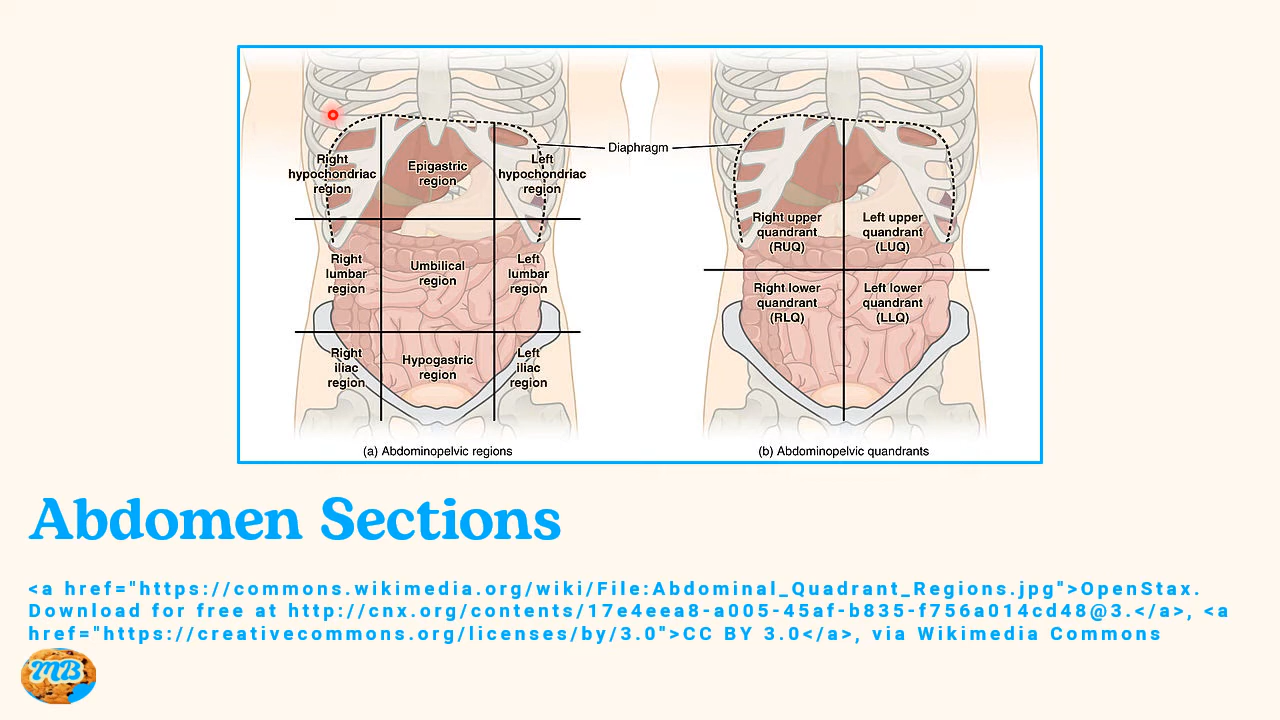 Right
hypochondriac
region
Epigastric
region
Left
hypochondriac
region
Right
lumbar
region
Umbilical
region
Left
lumbar
region
Right
iliac
region
Hypogastric
region
Left
iliac
region
(a) Abdominopelvic regions
Diaphragm
Right upper
quandrant
(RUQ)
Left upper
quandrant
(LUQ)
Right lower
quandrant
(RLQ)
Left lower
quandrant
(LLQ)
(b) Abdominopelvic quandrants
Abdomen Sections
<a href="https://commons.wikimedia.org/wiki/File:Abdominal_Quadrant_Regions.jpg">OpenStax.
Download for free at http://cnx.org/contents/17e4eea8-a005-45af-b835-f756a014cd48@3.</a>, <a
href="https://creativecommons.org/licenses/by/3.0">CC BY 3.0</a>, via Wikimedia Commons
MB